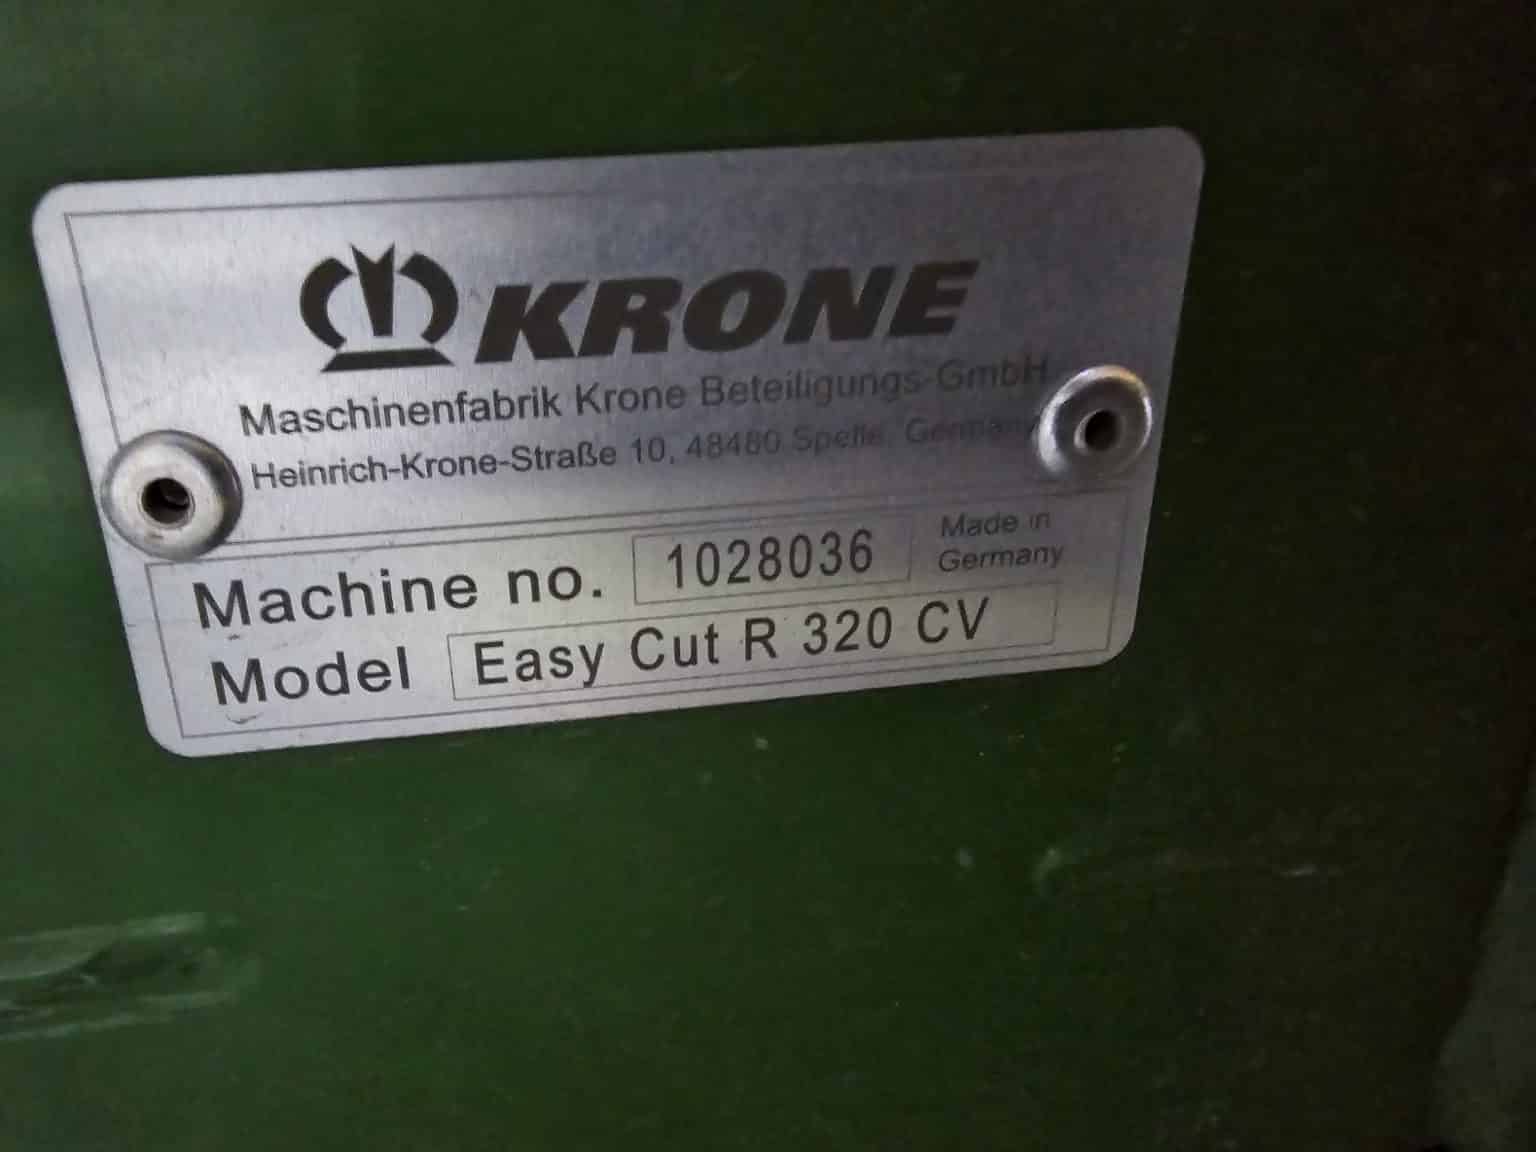 KRONE
Maschinenfabrik Krone Beteiligungs-GmbH
Heinrich-Krone-Straße 10, 48480 Spelle, Germany
Machine no. 1028036 Made in
Germany
Model Easy Cut R 320 CV